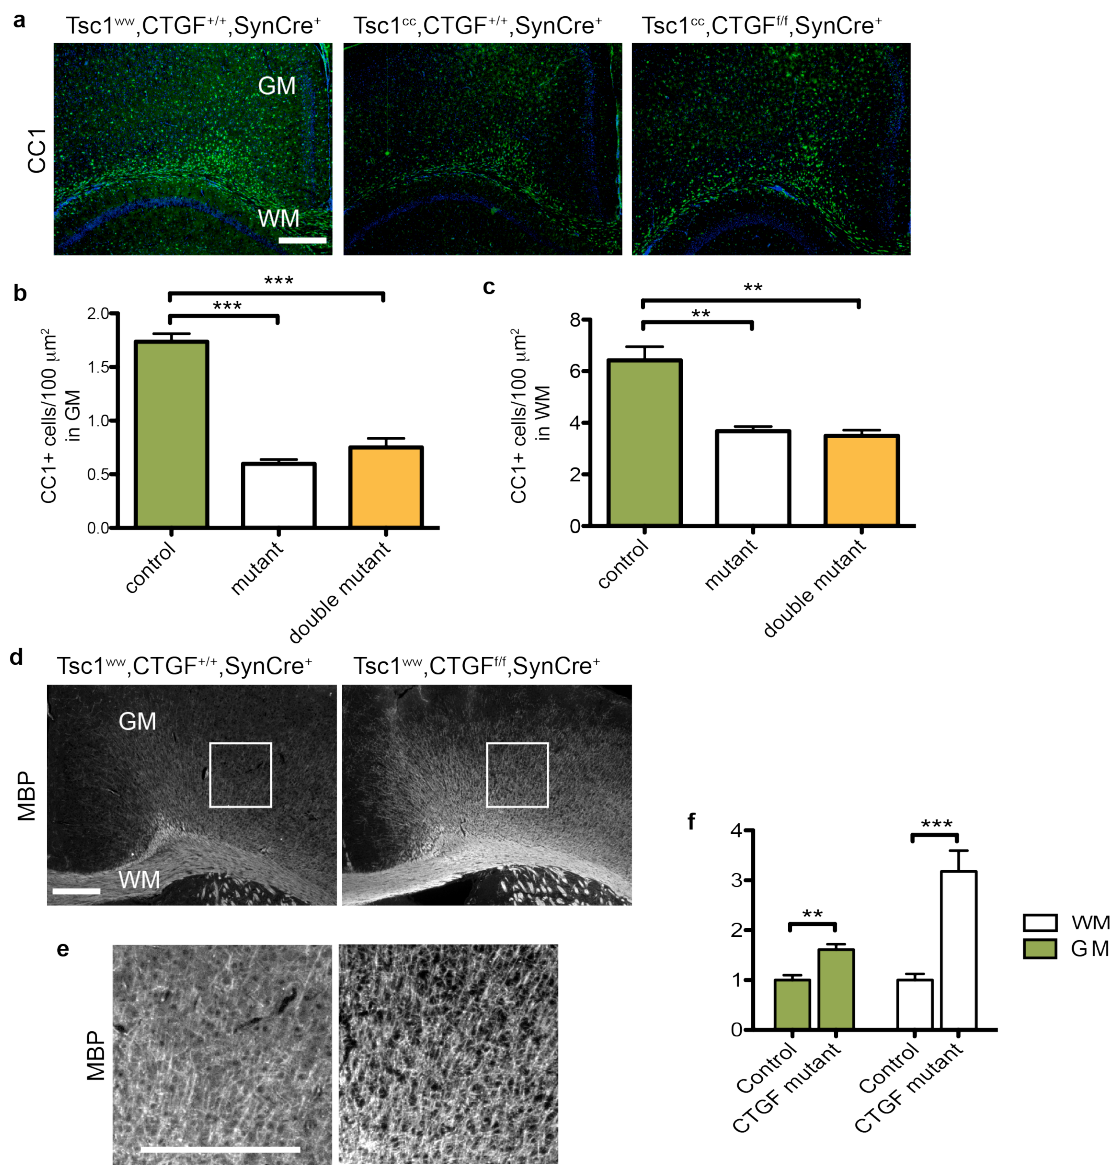 a
Tsc1ʷʷ,CTGF⁺/⁺,SynCre⁺
Tsc1ᶜᶜ,CTGF⁺/⁺,SynCre⁺
Tsc1ᶜᶜ,CTGFᶠ/ᶠ,SynCre⁺
CC1
GM
WM
b
CC1+ cells/100 µm²
in GM
2.0
1.5
1.0
0.5
0.0
***
***
control
mutant
double mutant
c
CC1+ cells/100 µm²
in WM
8
6
4
2
0
**
**
control
mutant
double mutant
d
Tsc1ʷʷ,CTGF⁺/⁺,SynCre⁺
Tsc1ʷʷ,CTGFᶠ/ᶠ,SynCre⁺
MBP
GM
WM
e
MBP
f
4
3
2
1
0
**
***
Control
CTGF mutant
Control
CTGF mutant
WM
GM